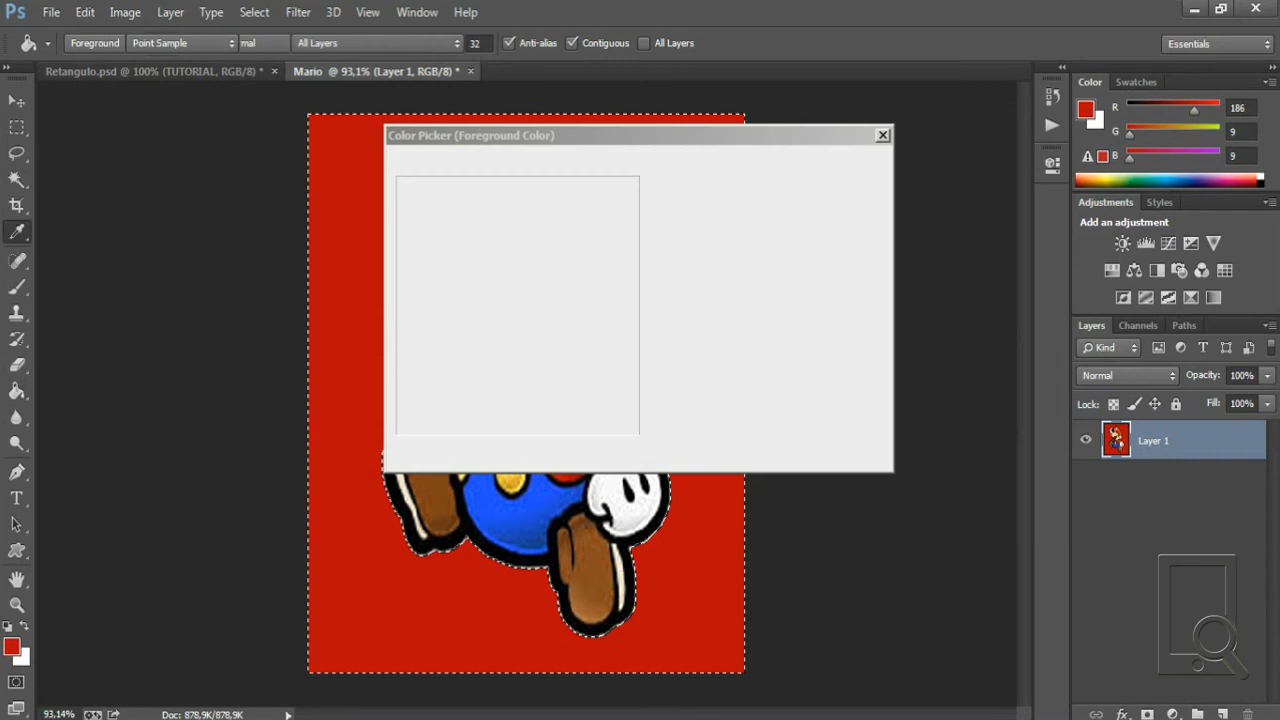 Ps File Edit Image Layer Type Select Filter 3D View Window Help
Foreground Point Sample mal All Layers 32 Anti-alias Contiguous All Layers Essentials
Retangulo.psd @ 100% (TUTORIAL, RGB/8) * × Mario @ 93,1% (Layer 1, RGB/8) * ×
Color Swatches
Color Picker (Foreground Color)
R 186
G 9
B 9
Adjustments Styles
Add an adjustment
Layers Channels Paths
Kind
Normal Opacity: 100%
Lock: Fill: 100%
Layer 1
93,14% Doc: 878,9K/878,9K